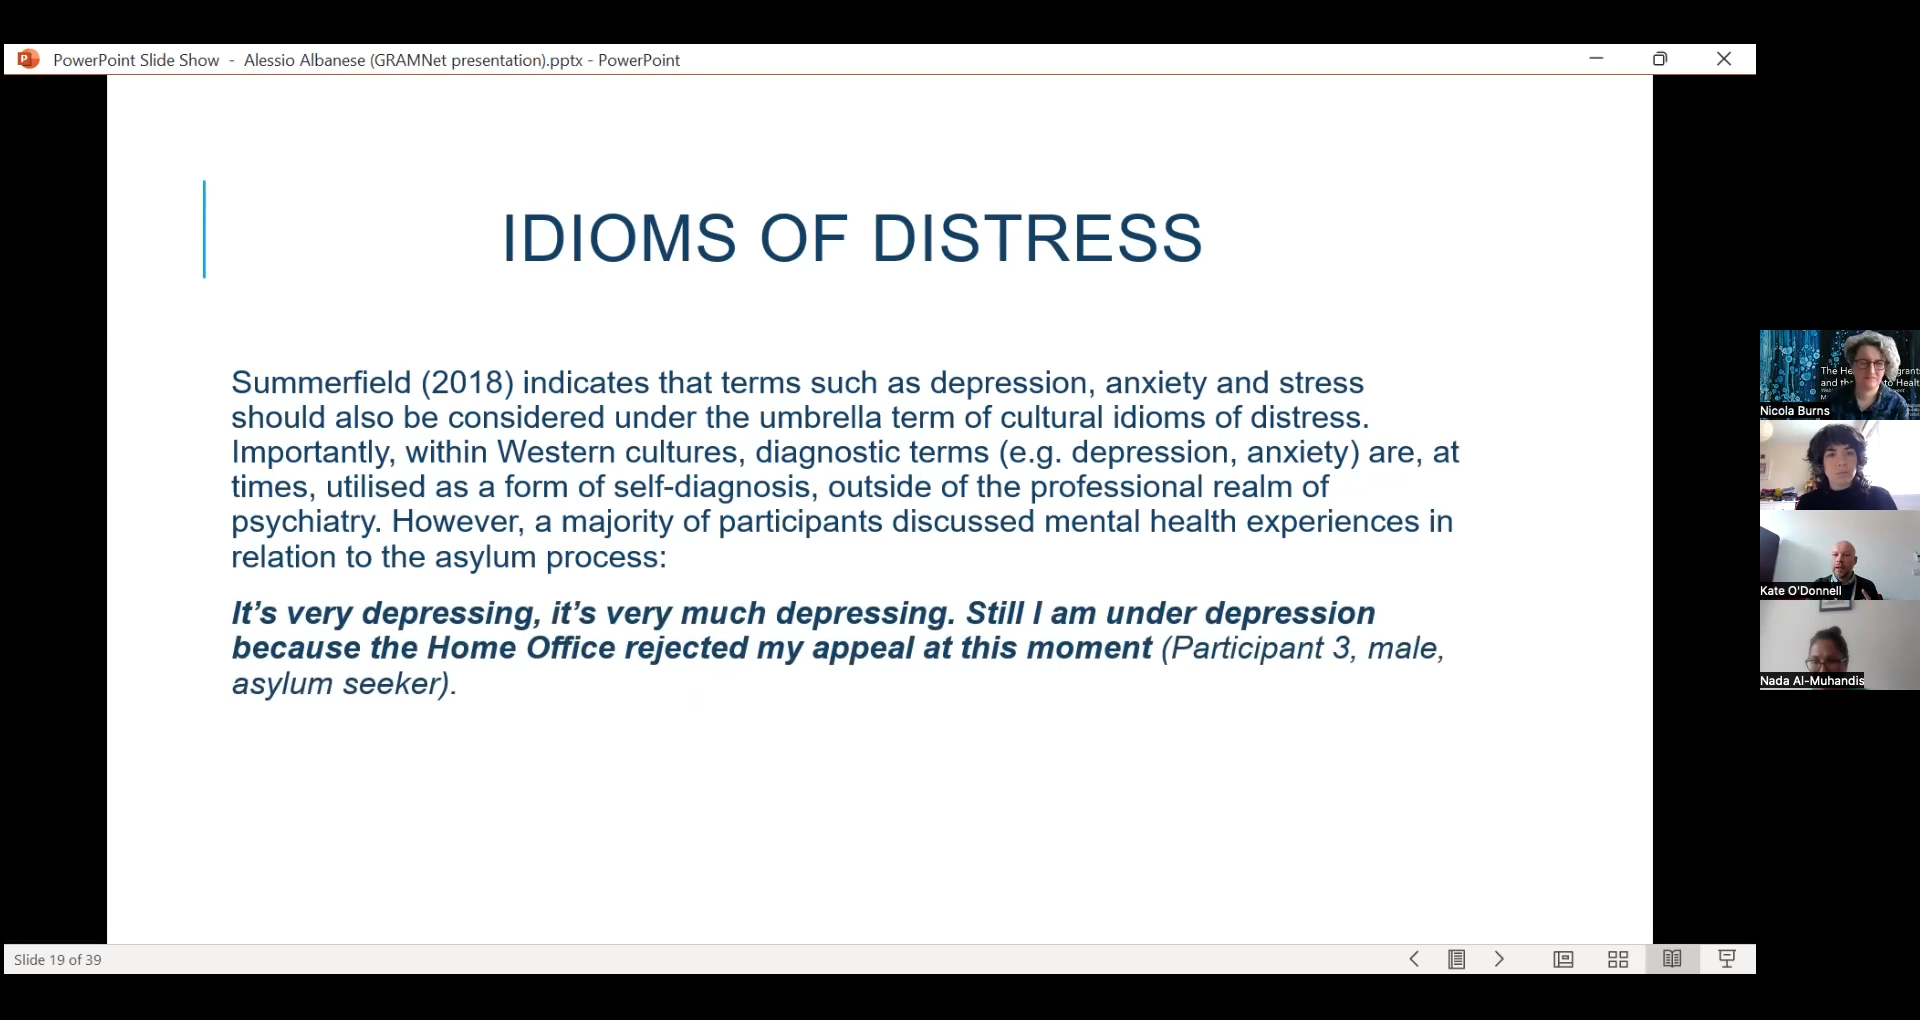 PowerPoint Slide Show - Alessio Albanese (GRAMNet presentation).pptx - PowerPoint
IDIOMS OF DISTRESS
Summerfield (2018) indicates that terms such as depression, anxiety and stress
should also be considered under the umbrella term of cultural idioms of distress.
Importantly, within Western cultures, diagnostic terms (e.g. depression, anxiety) are, at
times, utilised as a form of self-diagnosis, outside of the professional realm of
psychiatry. However, a majority of participants discussed mental health experiences in
relation to the asylum process:
It's very depressing, it's very much depressing. Still I am under depression
because the Home Office rejected my appeal at this moment (Participant 3, male,
asylum seeker).
The
and
Nicola Burns
Kate O'Donnell
Nada Al-Muhandis
Slide 19 of 39